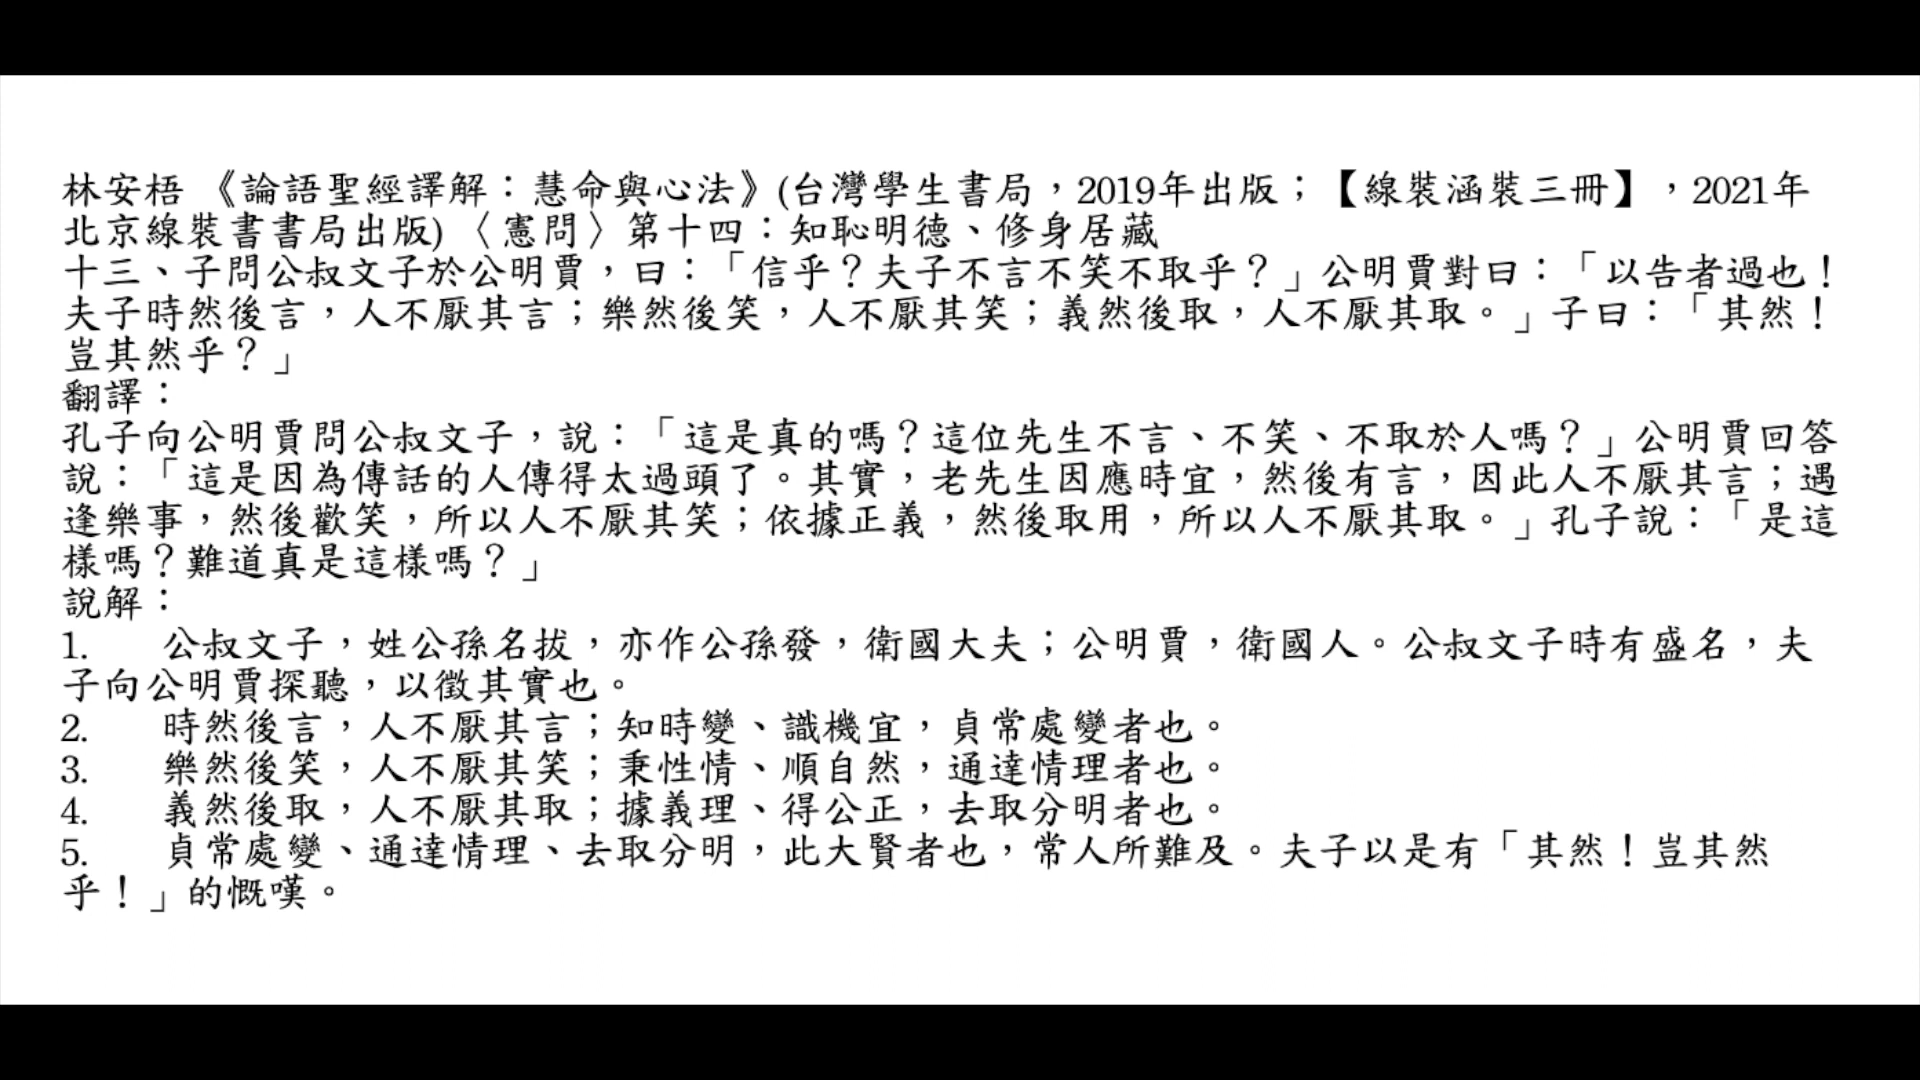 林安梧 《論語聖經譯解：慧命與心法》(台灣學生書局，2019年出版；【線裝涵裝三冊】，2021年
北京線裝書書局出版) 〈憲問〉第十四：知恥明德、修身居藏
十三、子問公叔文子於公明賈，曰：「信乎？夫子不言不笑不取乎？」公明賈對曰：「以告者過也！
夫子時然後言，人不厭其言；樂然後笑，人不厭其笑；義然後取，人不厭其取。」子曰：「其然！
豈其然乎？」
翻譯：
孔子向公明賈問公叔文子，說：「這是真的嗎？這位先生不言、不笑、不取於人嗎？」公明賈回答
說：「這是因為傳話的人傳得太過頭了。其實，老先生因應時宜，然後有言，因此人不厭其言；遇
逢樂事，然後歡笑，所以人不厭其笑；依據正義，然後取用，所以人不厭其取。」孔子說：「是這
樣嗎？難道真是這樣嗎？」
說解：
1. 公叔文子，姓公孫名拔，亦作公孫發，衛國大夫；公明賈，衛國人。公叔文子時有盛名，夫
子向公明賈探聽，以徵其實也。
2. 時然後言，人不厭其言；知時變、識機宜，貞常處變者也。
3. 樂然後笑，人不厭其笑；秉性情、順自然，通達情理者也。
4. 義然後取，人不厭其取；據義理、得公正，去取分明者也。
5. 貞常處變、通達情理、去取分明，此大賢者也，常人所難及。夫子以是有「其然！豈其然
乎！」的慨嘆。